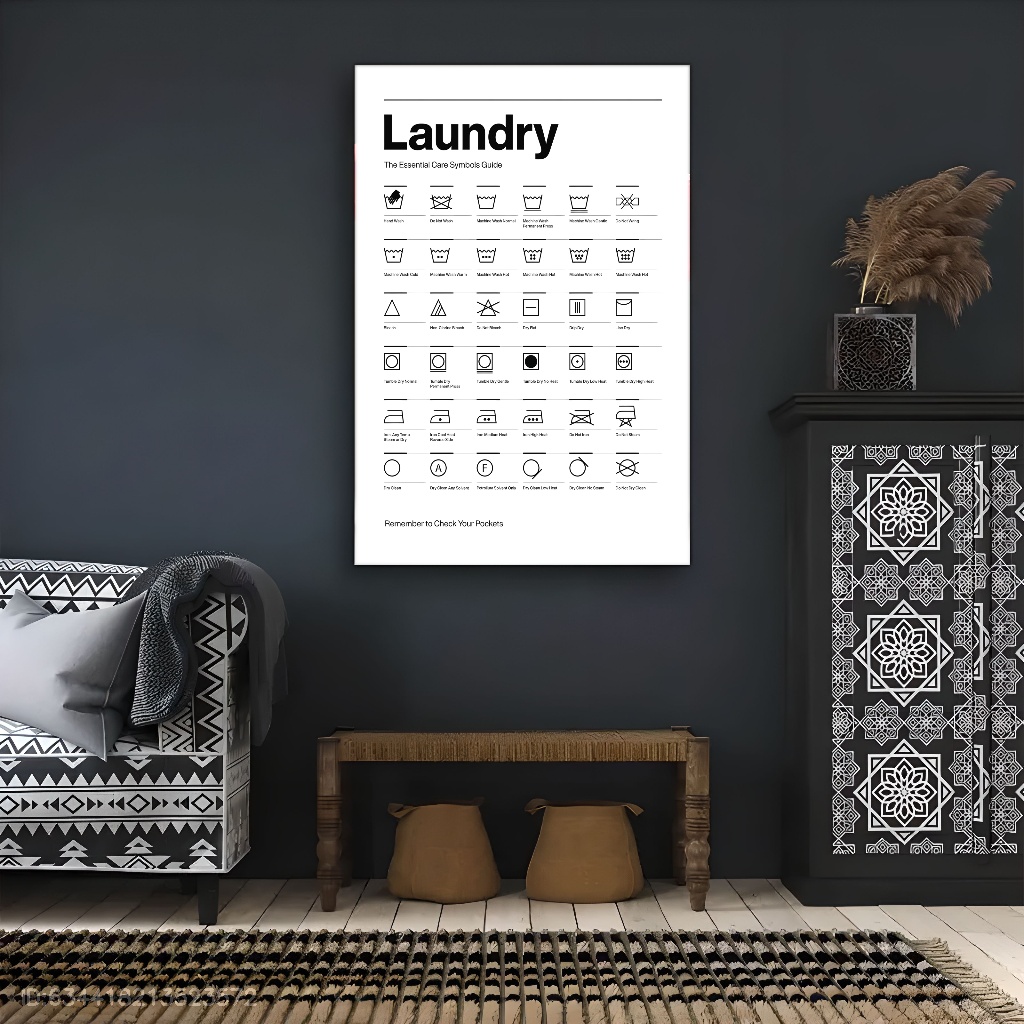 Laundry
The Essential Care Symbols Guide
Hand Wash Do Not Wash Machine Wash Normal Machine Wash Machine Wash Gentle Do Not Wring
Permanent Press
Machine Wash Cold Machine Wash Warm Machine Wash Hot Machine Wash Hot Machine Wash Hot Machine Wash Hot
Bleach Non-Chlorine Bleach Do Not Bleach Dry Flat Drip Dry Line Dry
Tumble Dry Normal Tumble Dry Tumble Dry Gentle Tumble Dry No Heat Tumble Dry Low Heat Tumble Dry High Heat
Permanent Press
Iron Any Temp Iron Cool Heat Iron Medium Heat Iron High Heat Do Not Iron Do Not Steam
Steam or Dry
A F
Dry Clean Dry Clean Any Solvent Petroleum Solvent Only Dry Clean Low Heat Dry Clean No Steam Do Not Dry Clean
Remember to Check Your Pockets